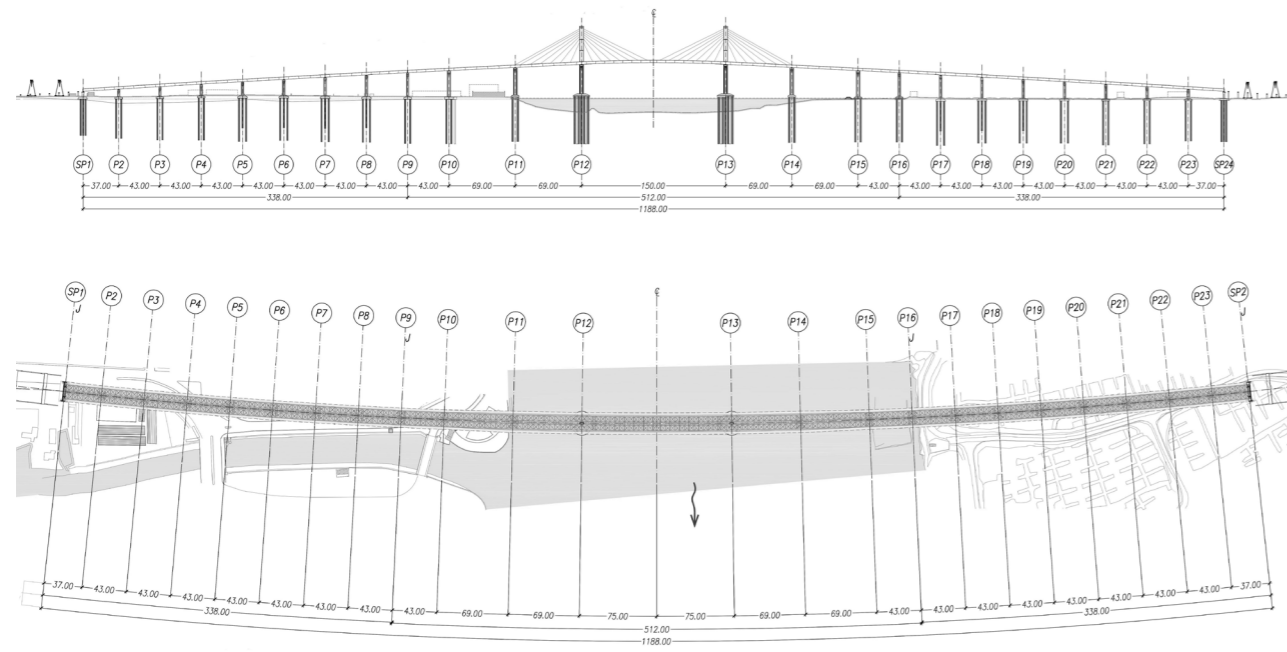 ℄
SP1 P2 P3 P4 P5 P6 P7 P8 P9 P10 P11 P12 P13 P14 P15 P16 P17 P18 P19 P20 P21 P22 P23 SP24
37.00 43.00 43.00 43.00 43.00 43.00 43.00 43.00 43.00 69.00 69.00 150.00 69.00 69.00 43.00 43.00 43.00 43.00 43.00 43.00 43.00 43.00 37.00
338.00 512.00 338.00
1188.00
℄
SP1 P2 P3 P4 P5 P6 P7 P8 P9 P10 P11 P12 P13 P14 P15 P16 P17 P18 P19 P20 P21 P22 P23 SP2
J J J J
37.00 43.00 43.00 43.00 43.00 43.00 43.00 43.00 43.00 69.00 69.00 75.00 75.00 69.00 69.00 43.00 43.00 43.00 43.00 43.00 43.00 43.00 43.00 37.00
338.00 512.00 338.00
1188.00